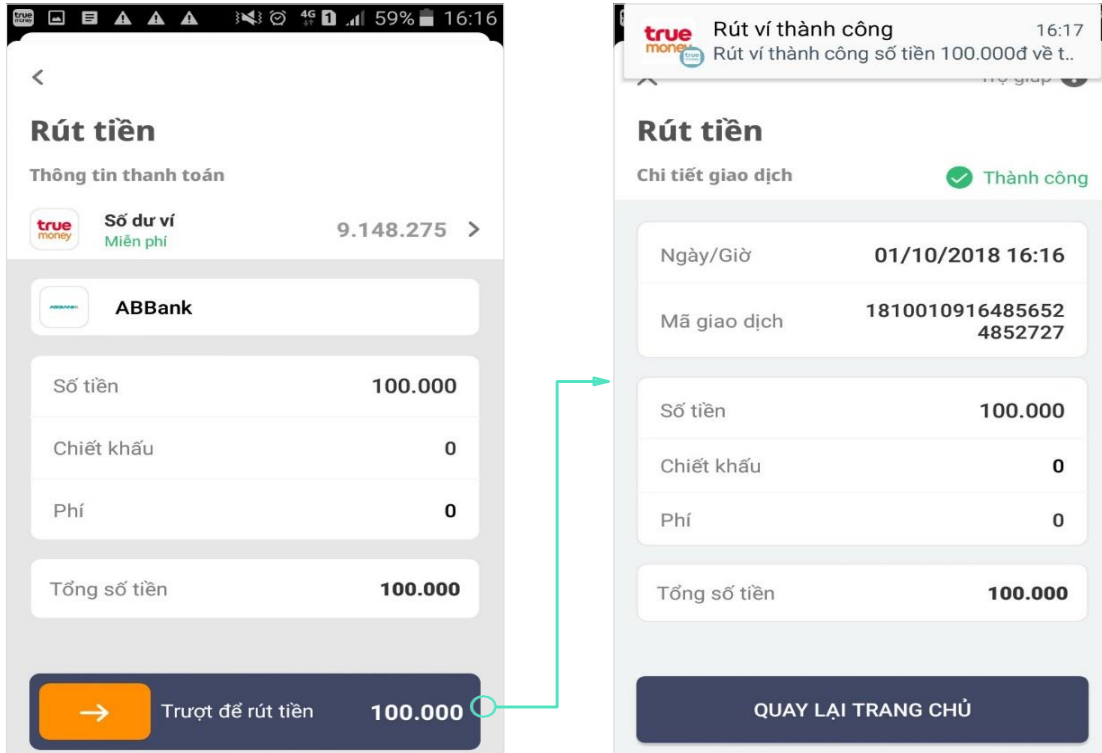 59% 16:16
Rút tiền
Thông tin thanh toán
true money
Số dư ví
Miễn phí
9.148.275
ABBANK
ABBank
Số tiền 100.000
Chiết khấu 0
Phí 0
Tổng số tiền 100.000
Trượt để rút tiền 100.000
true money
Rút ví thành công 16:17
Rút ví thành công số tiền 100.000đ về t..
Rút tiền
Chi tiết giao dịch Thành công
Ngày/Giờ 01/10/2018 16:16
Mã giao dịch 1810010916485652
4852727
Số tiền 100.000
Chiết khấu 0
Phí 0
Tổng số tiền 100.000
QUAY LẠI TRANG CHỦ